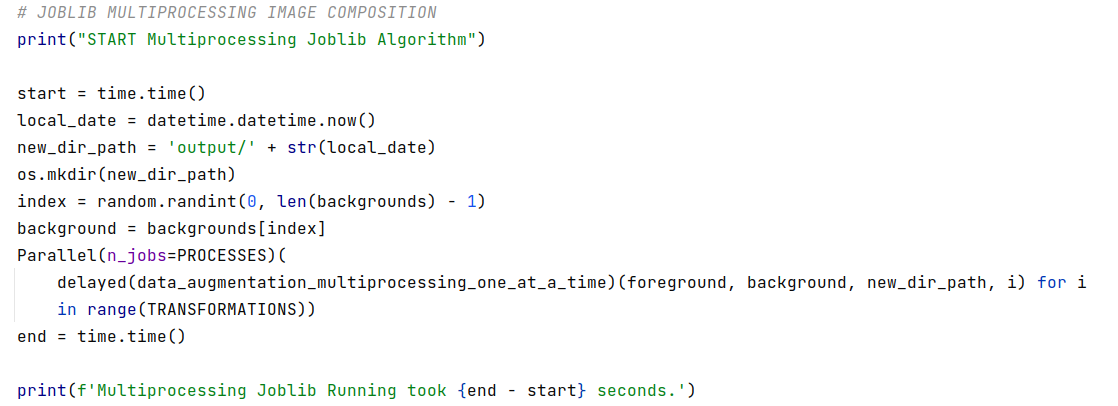 # JOBLIB MULTIPROCESSING IMAGE COMPOSITION
print("START Multiprocessing Joblib Algorithm")

start = time.time()
local_date = datetime.datetime.now()
new_dir_path = 'output/' + str(local_date)
os.mkdir(new_dir_path)
index = random.randint(0, len(backgrounds) - 1)
background = backgrounds[index]
Parallel(n_jobs=PROCESSES)(
    delayed(data_augmentation_multiprocessing_one_at_a_time)(foreground, background, new_dir_path, i) for i
    in range(TRANSFORMATIONS))
end = time.time()

print(f'Multiprocessing Joblib Running took {end - start} seconds.')